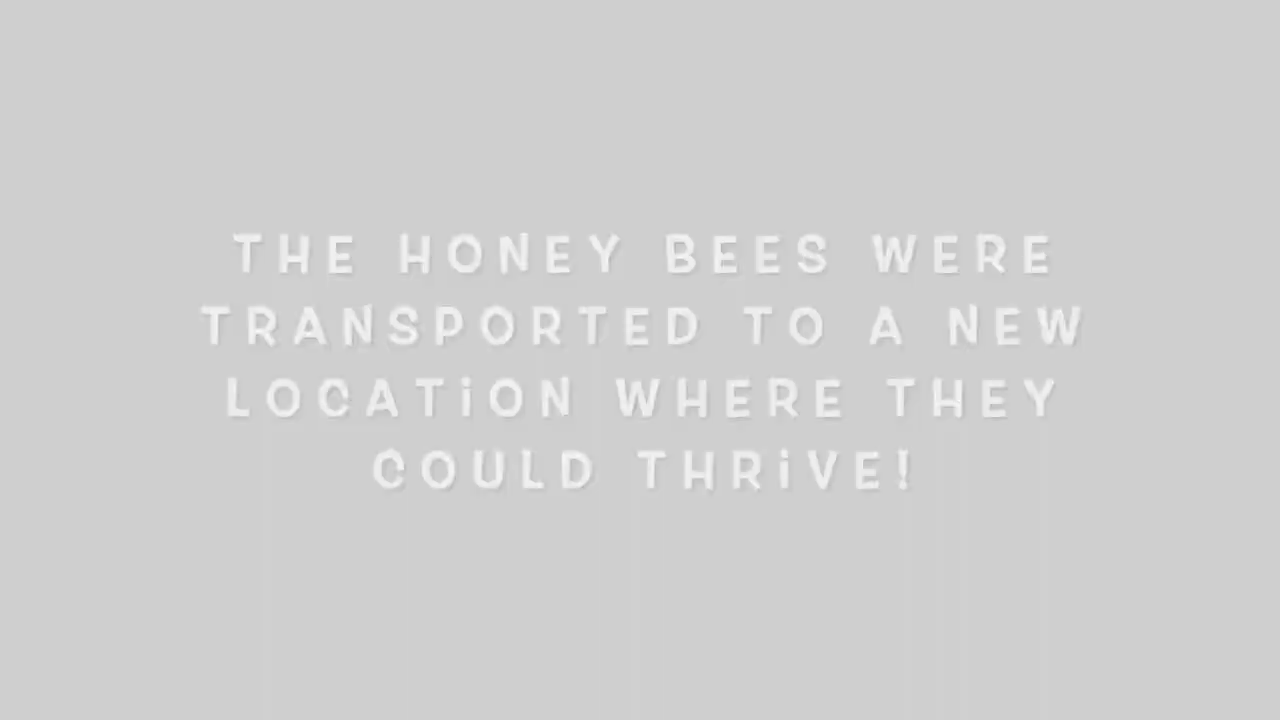 THE HONEY BEES WERE
TRANSPORTED TO A NEW
LOCATiON WHERE THEY
COULD THRiVE!